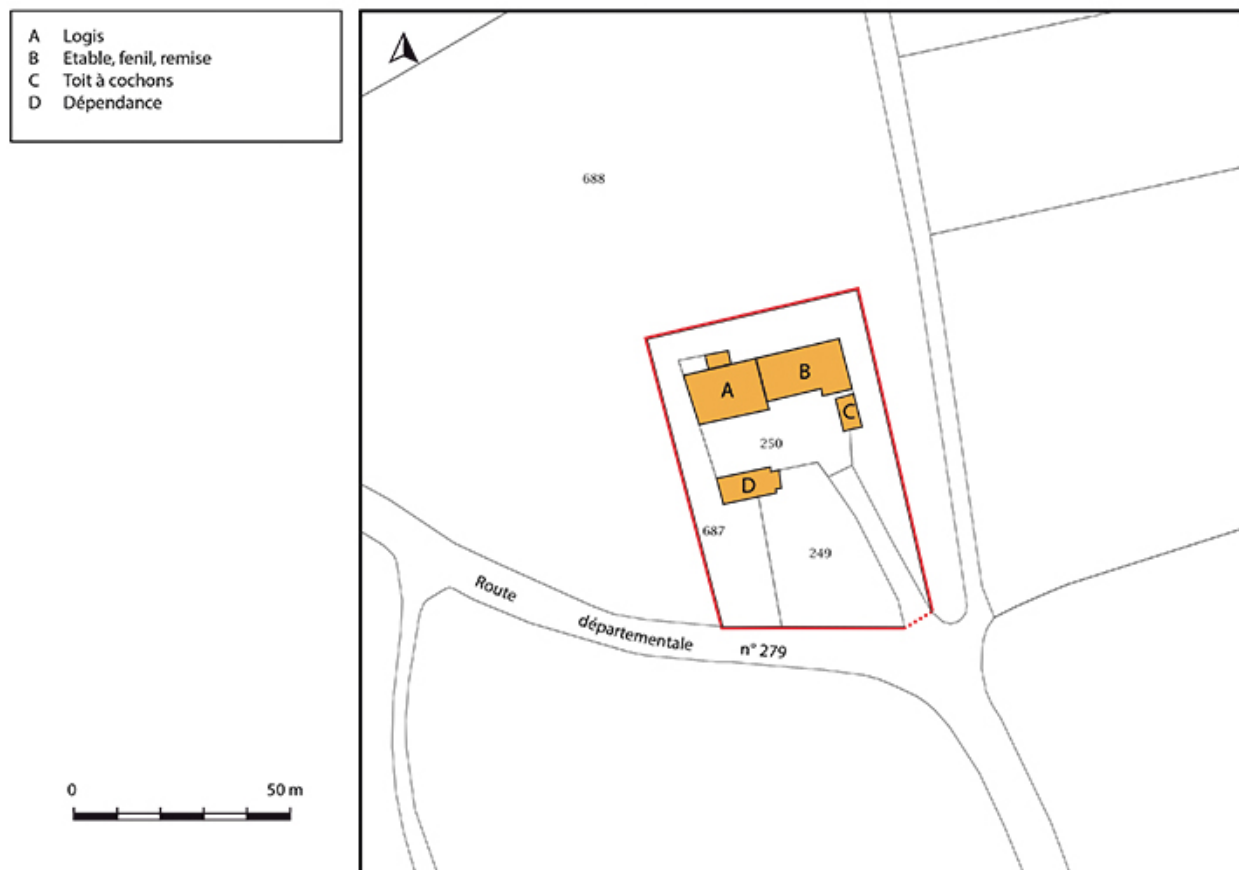 A Logis
B Etable, fenil, remise
C Toit à cochons
D Dépendance
688
A
B
C
250
D
687
249
Route
départementale
n° 279
0 50 m